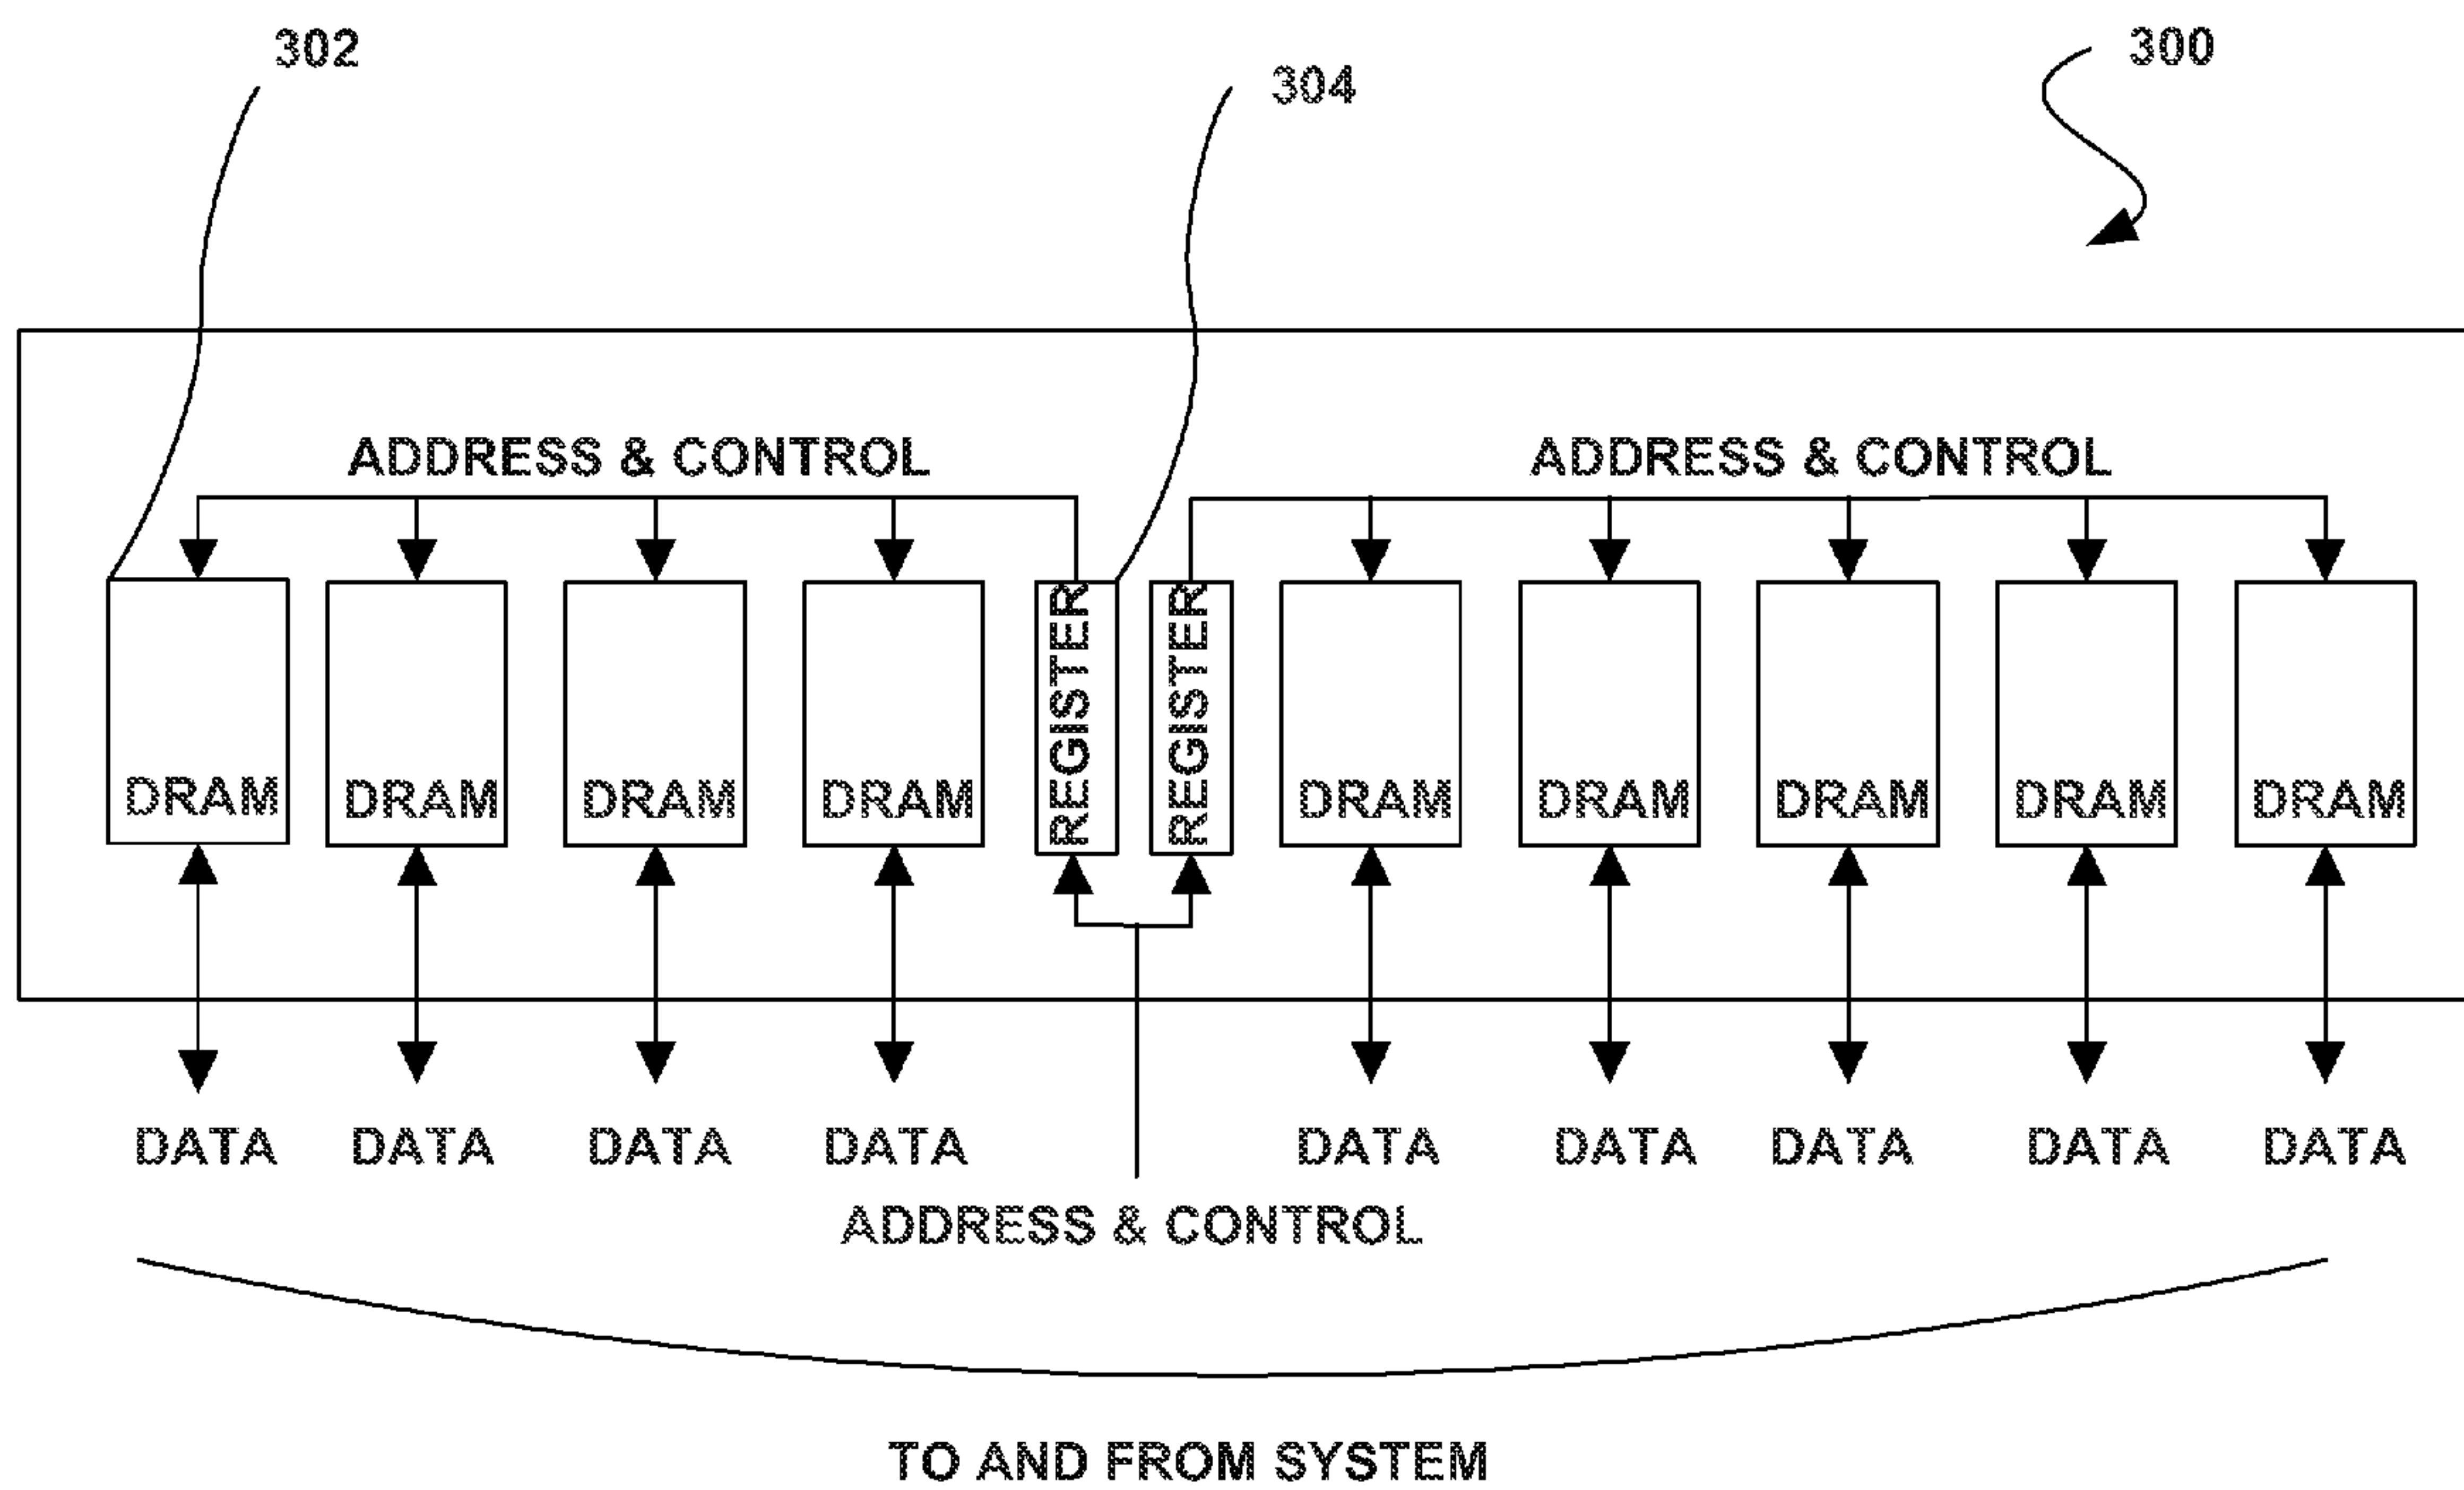 302
304
300
ADDRESS & CONTROL
ADDRESS & CONTROL
DRAM
DRAM
DRAM
DRAM
REGISTER
REGISTER
DRAM
DRAM
DRAM
DRAM
DRAM
DATA
DATA
DATA
DATA
DATA
DATA
DATA
DATA
DATA
ADDRESS & CONTROL
TO AND FROM SYSTEM